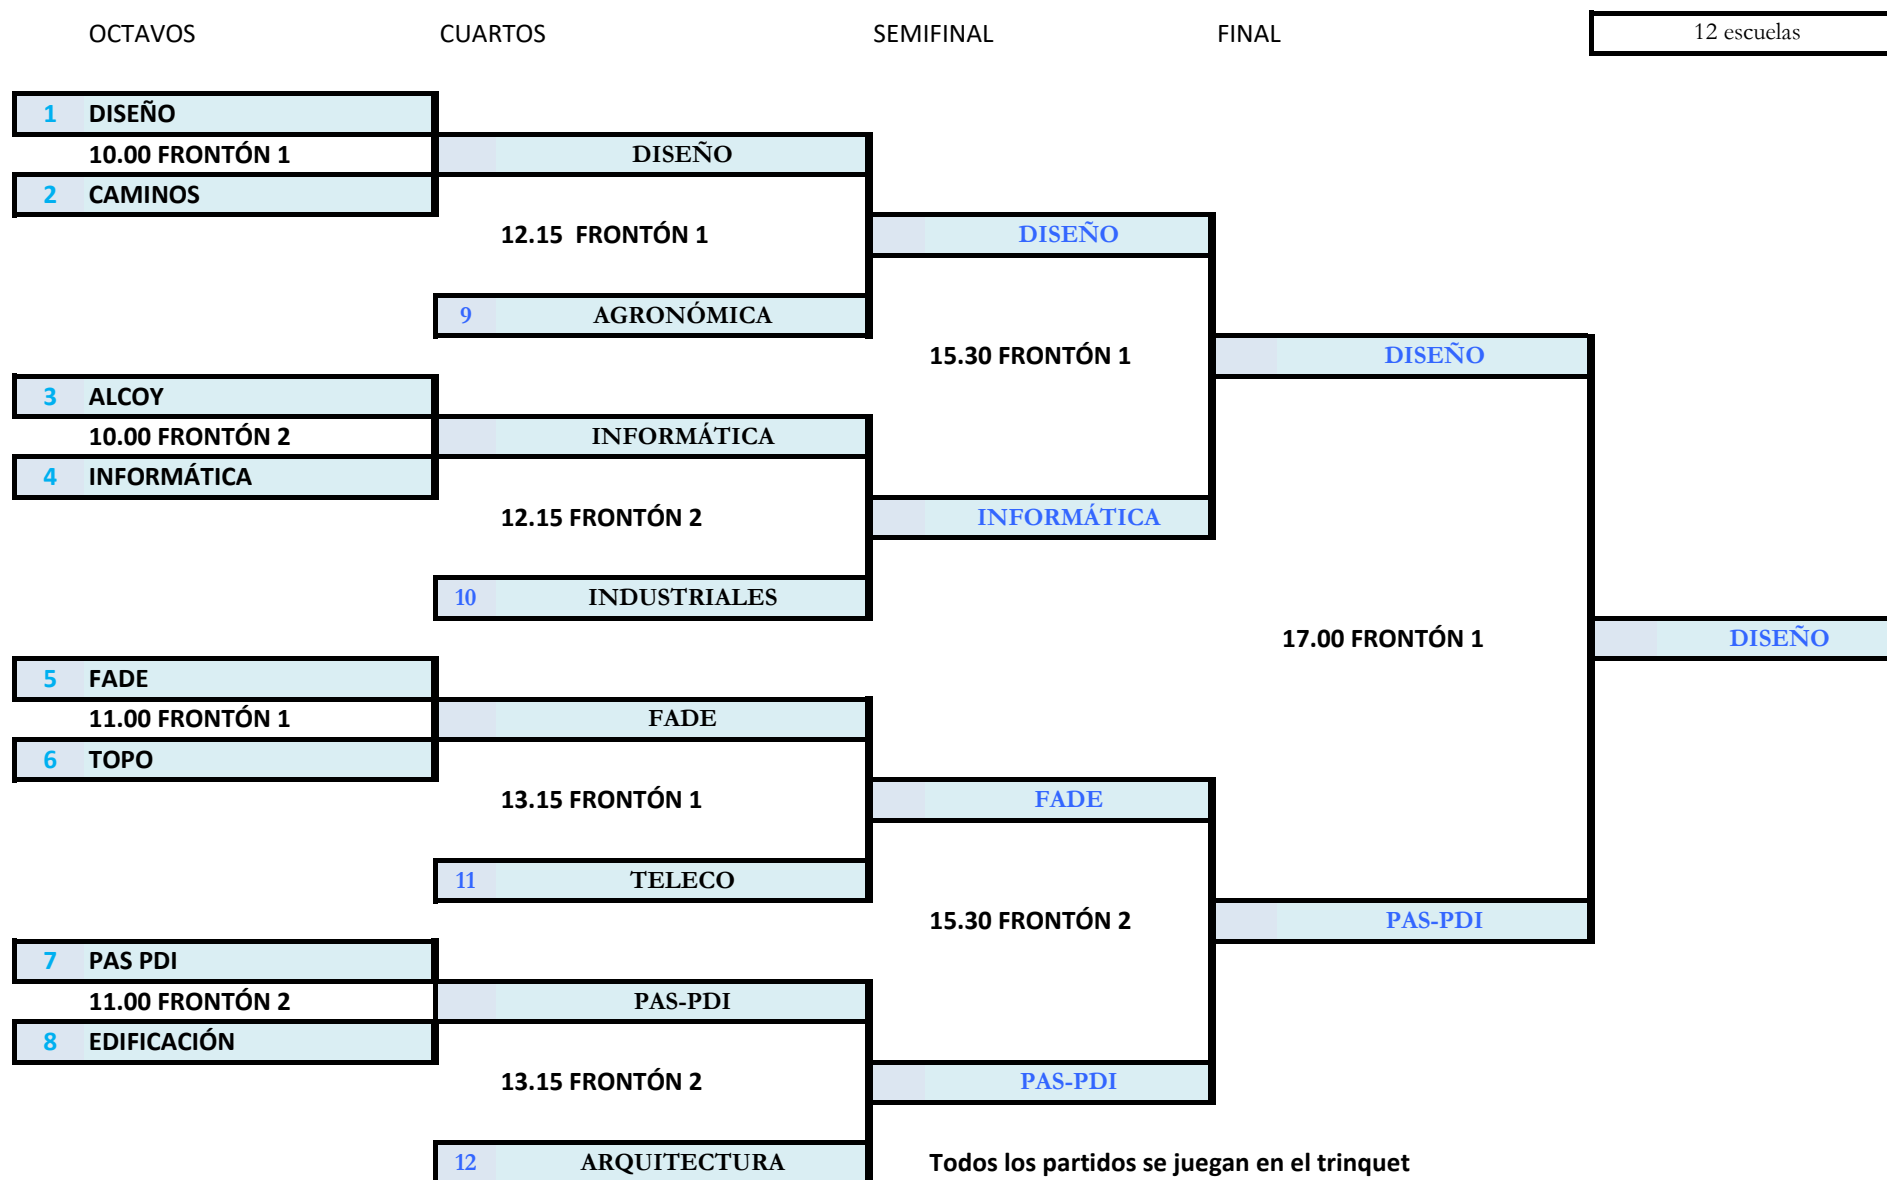 OCTAVOS CUARTOS SEMIFINAL FINAL 12 escuelas
1 DISEÑO
10.00 FRONTÓN 1 DISEÑO
2 CAMINOS
12.15 FRONTÓN 1 DISEÑO
9 AGRONÓMICA
15.30 FRONTÓN 1 DISEÑO
3 ALCOY
10.00 FRONTÓN 2 INFORMÁTICA
4 INFORMÁTICA
12.15 FRONTÓN 2 INFORMÁTICA
10 INDUSTRIALES
17.00 FRONTÓN 1 DISEÑO
5 FADE
11.00 FRONTÓN 1 FADE
6 TOPO
13.15 FRONTÓN 1 FADE
11 TELECO
15.30 FRONTÓN 2 PAS-PDI
7 PAS PDI
11.00 FRONTÓN 2 PAS-PDI
8 EDIFICACIÓN
13.15 FRONTÓN 2 PAS-PDI
12 ARQUITECTURA Todos los partidos se juegan en el trinquet